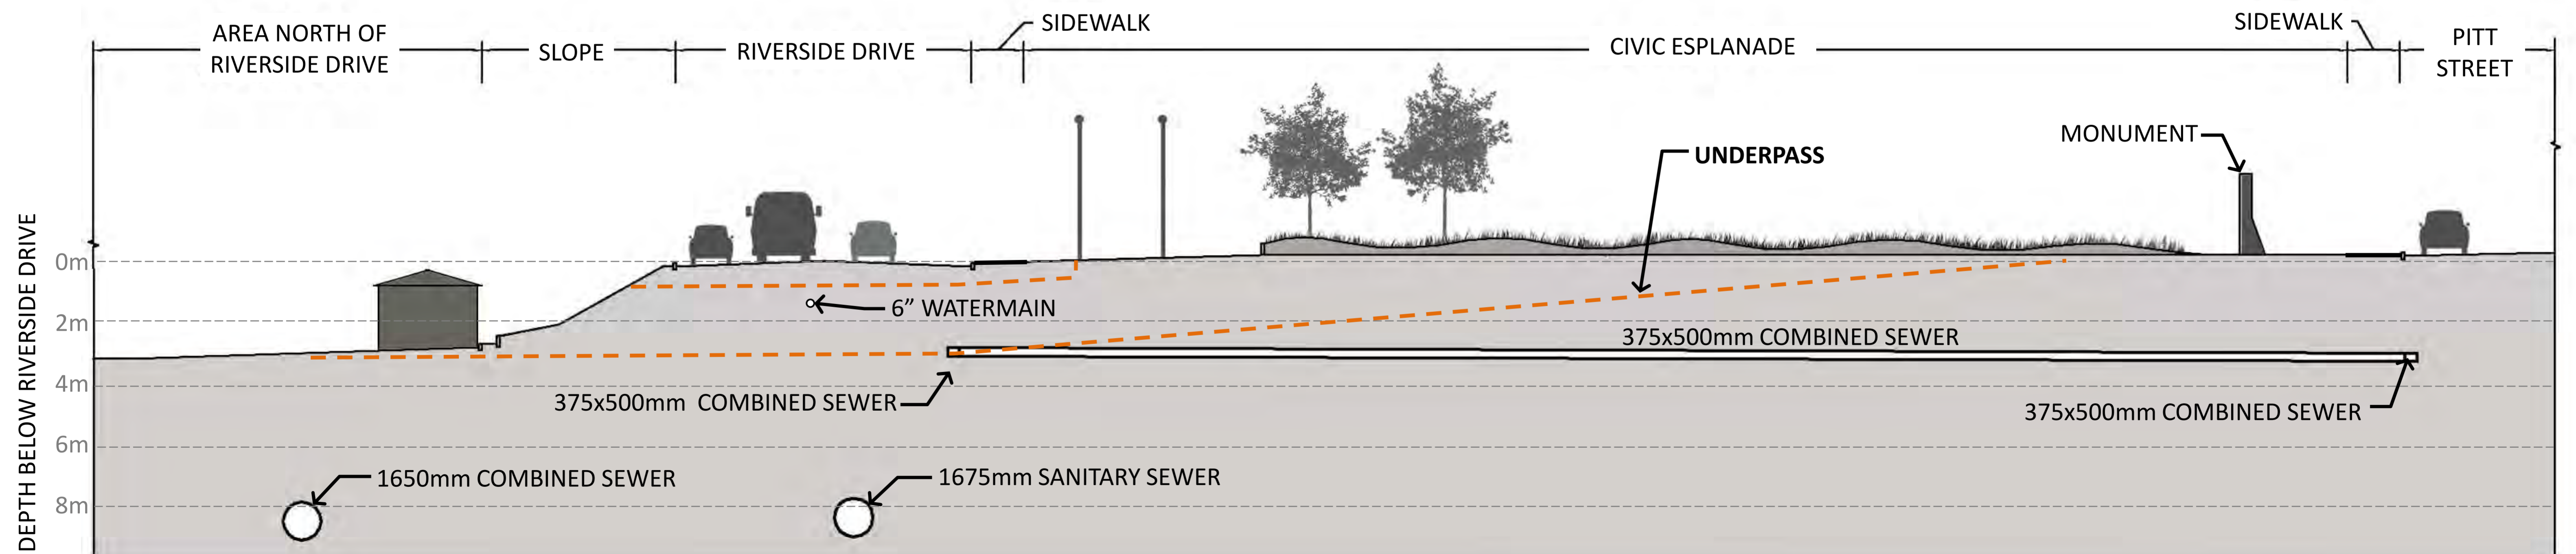 AREA NORTH OF
RIVERSIDE DRIVE
SLOPE
RIVERSIDE DRIVE
SIDEWALK
CIVIC ESPLANADE
SIDEWALK
PITT
STREET
MONUMENT
UNDERPASS
DEPTH BELOW RIVERSIDE DRIVE
0m
2m
4m
6m
8m
6” WATERMAIN
375x500mm COMBINED SEWER
375x500mm COMBINED SEWER
375x500mm COMBINED SEWER
1650mm COMBINED SEWER
1675mm SANITARY SEWER